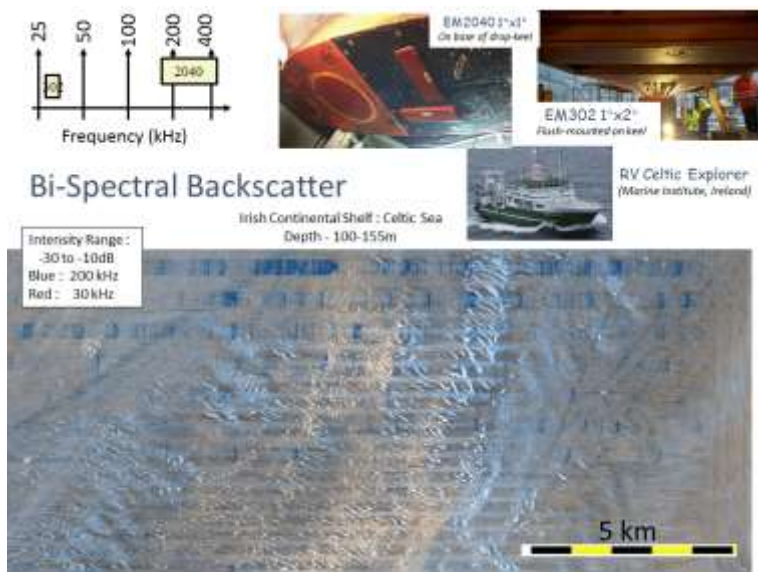 25
50
100
200
400
2040
Frequency (kHz)
EM2040 1°x1°
On base of drop-keel
EM302 1°x2°
Flush-mounted on keel
Bi-Spectral Backscatter
RV Celtic Explorer
(Marine Institute, Ireland)
Irish Continental Shelf : Celtic Sea
Depth - 100-155m
Intensity Range :
-30 to -10dB
Blue : 200 kHz
Red : 30 kHz
5 km